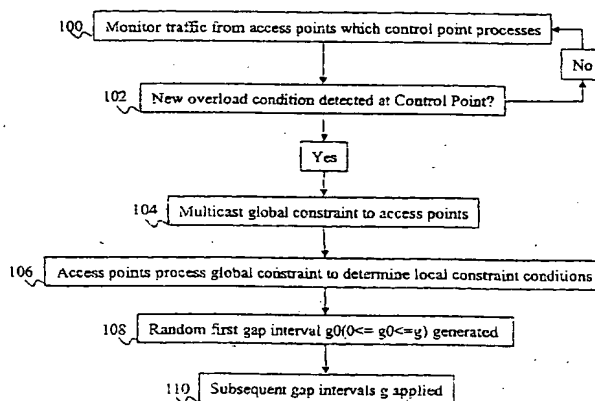 100 Monitor traffic from access points which control point processes
No
102 New overload condition detected at Control Point?
Yes
104 Multicast global constraint to access points
106 Access points process global constraint to determine local constraint conditions
108 Random first gap interval g0(0<= g0<=g) generated
110 Subsequent gap intervals g applied